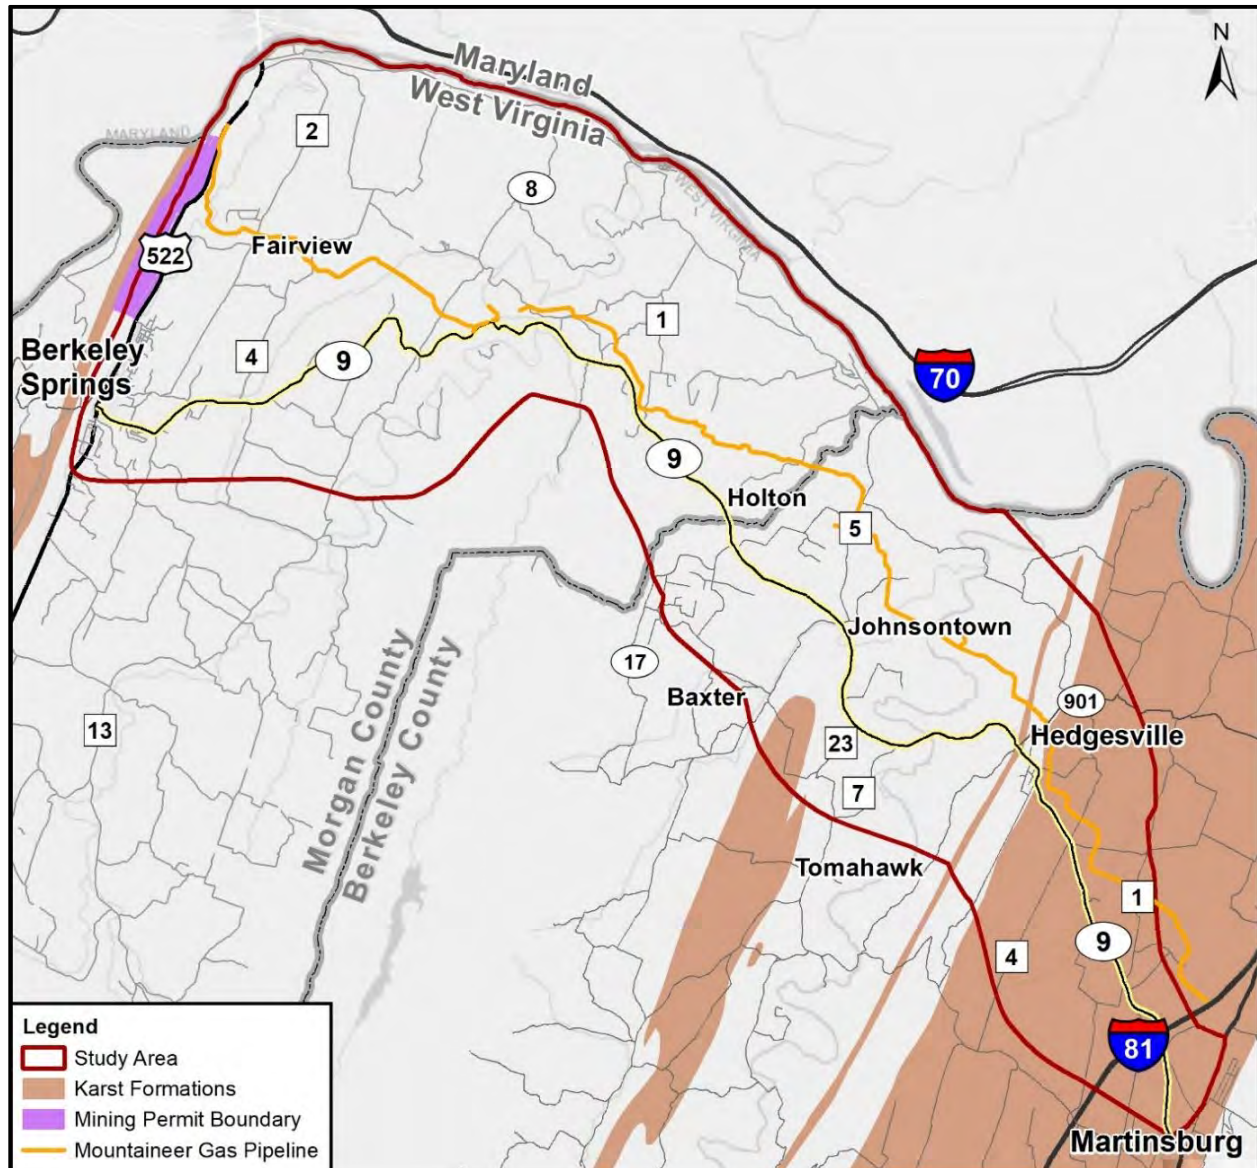 N
Maryland
West Virginia
MARYLAND
WEST VIRGINIA
2
8
522
Fairview
1
4
9
Berkeley
Springs
70
9
Holton
5
Johnsontown
Morgan County
Berkeley County
17
Baxter
901
13
23
Hedgesville
7
Tomahawk
1
4
9
81
Martinsburg
Legend
Study Area
Karst Formations
Mining Permit Boundary
Mountaineer Gas Pipeline